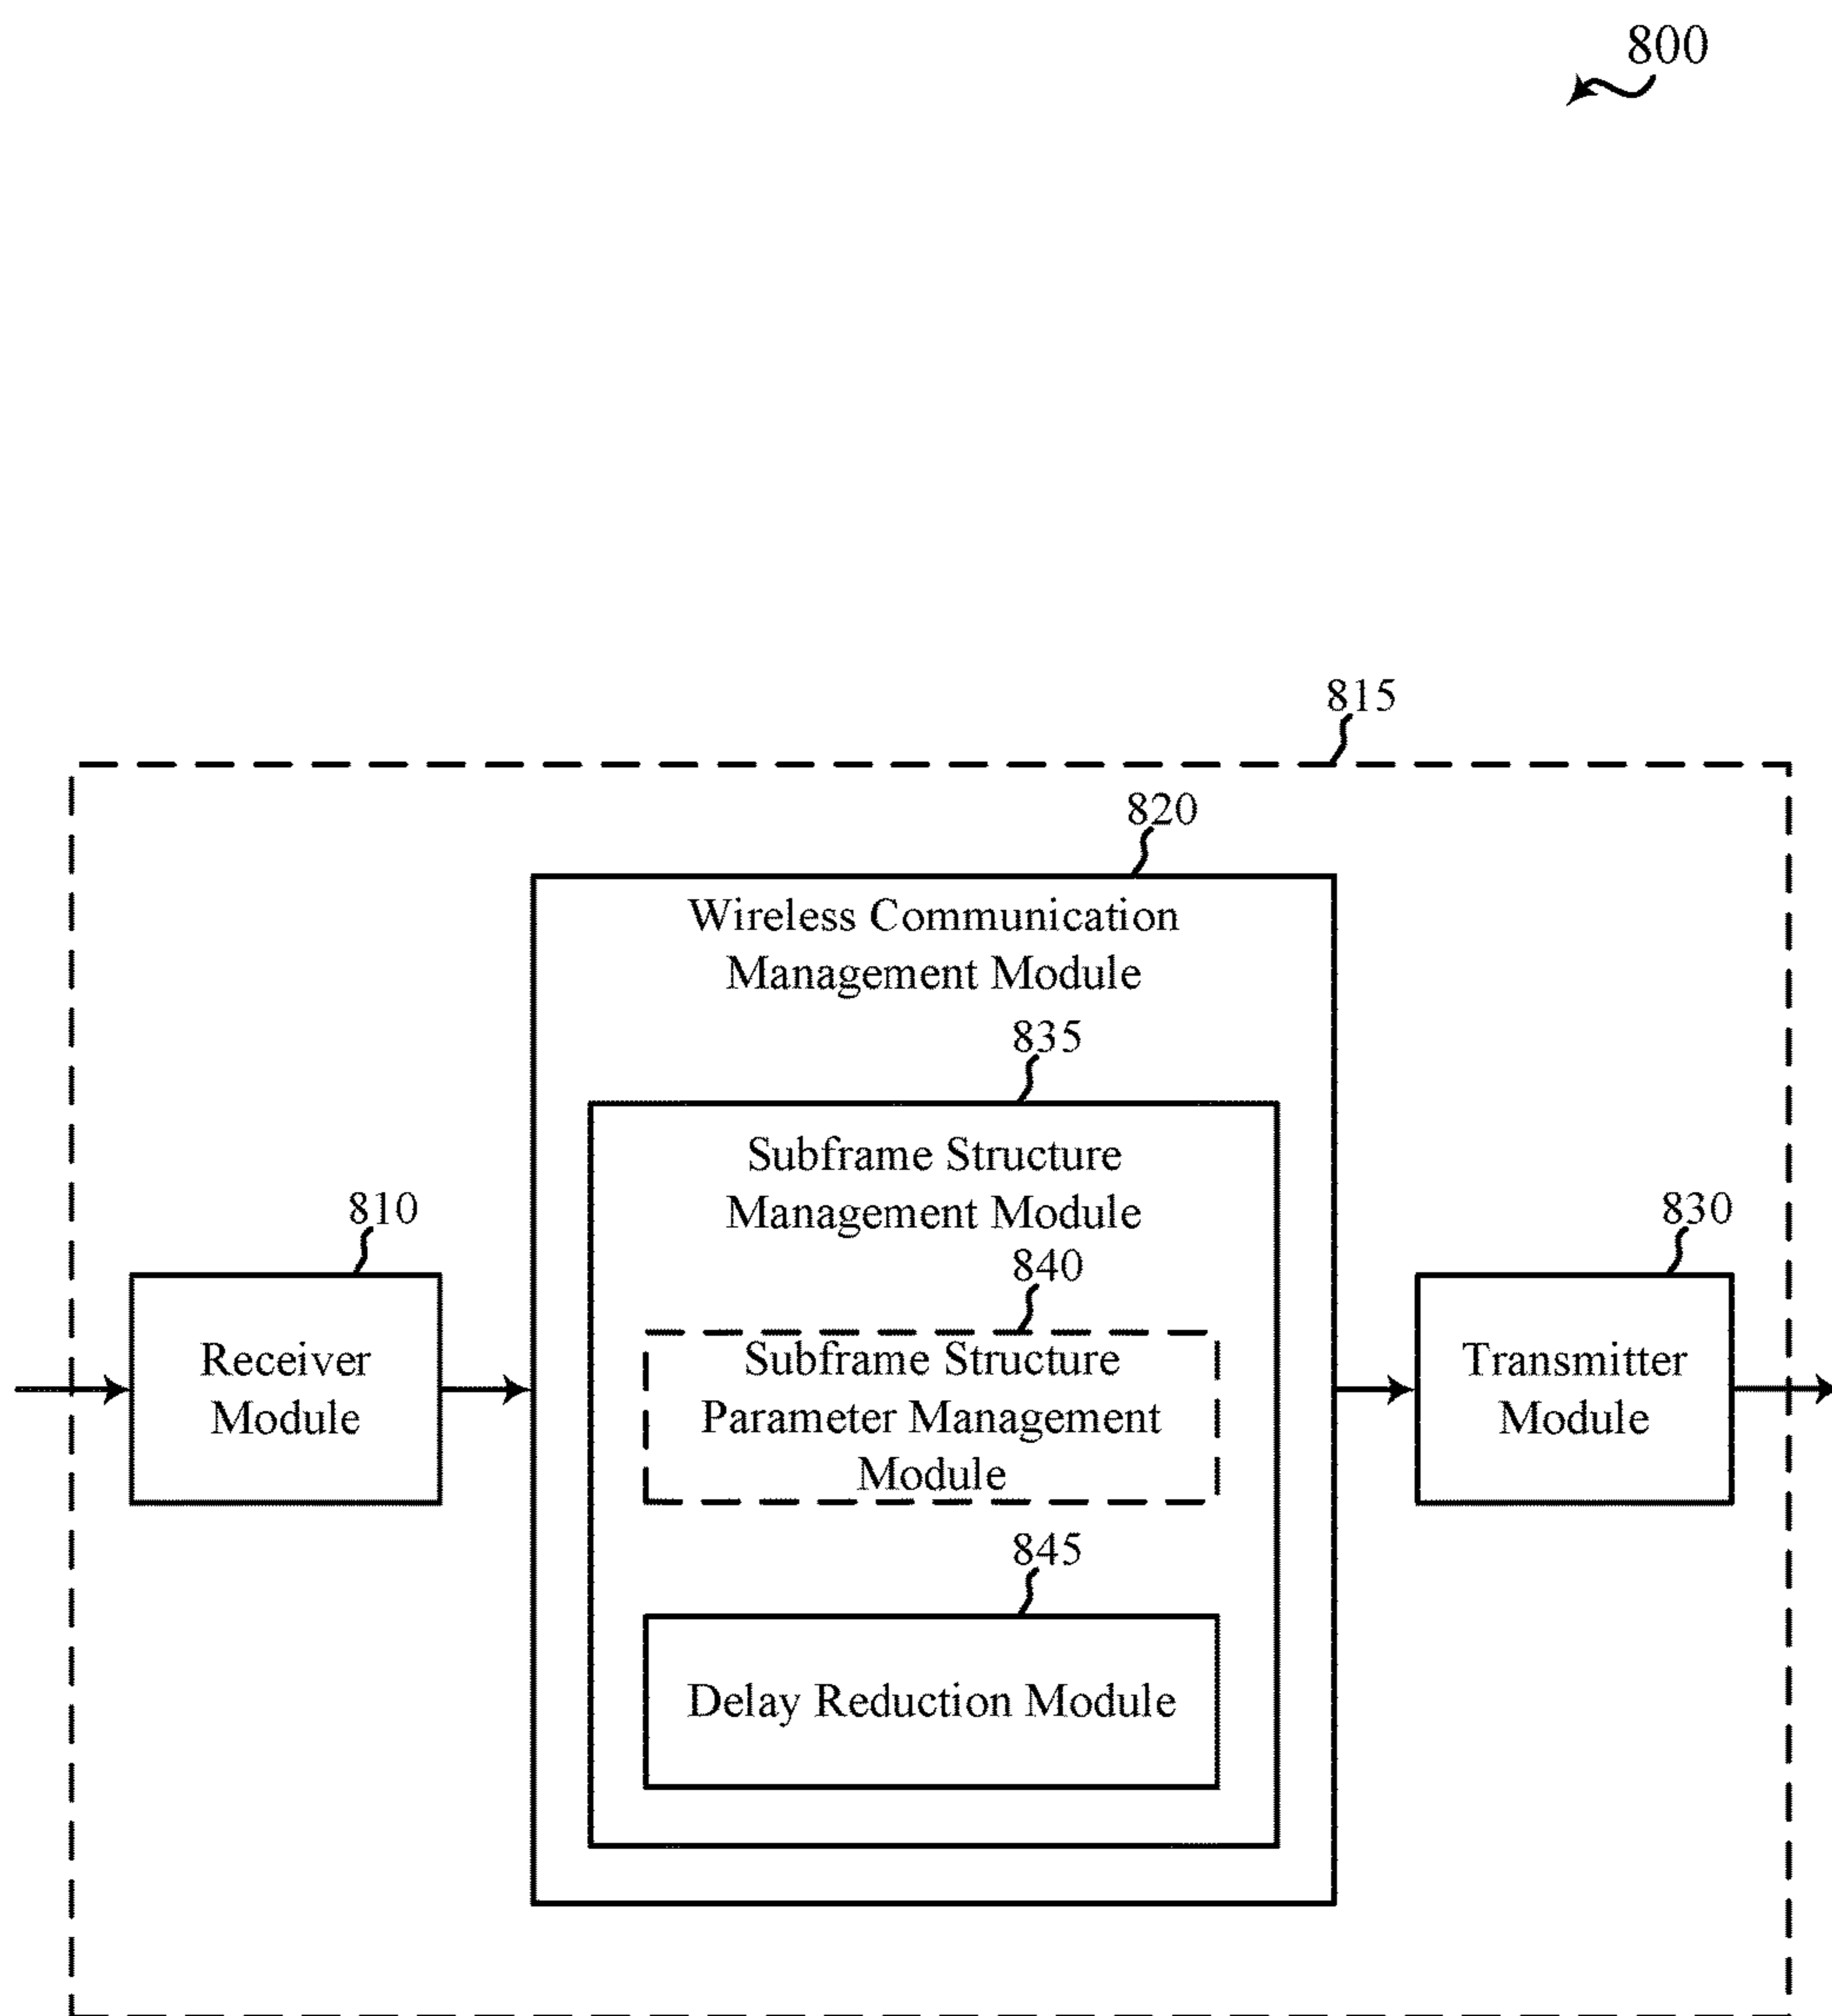 800
815
820
Wireless Communication
Management Module
835
Subframe Structure
Management Module
810
830
840
Receiver
Module
Subframe Structure
Parameter Management
Module
Transmitter
Module
845
Delay Reduction Module